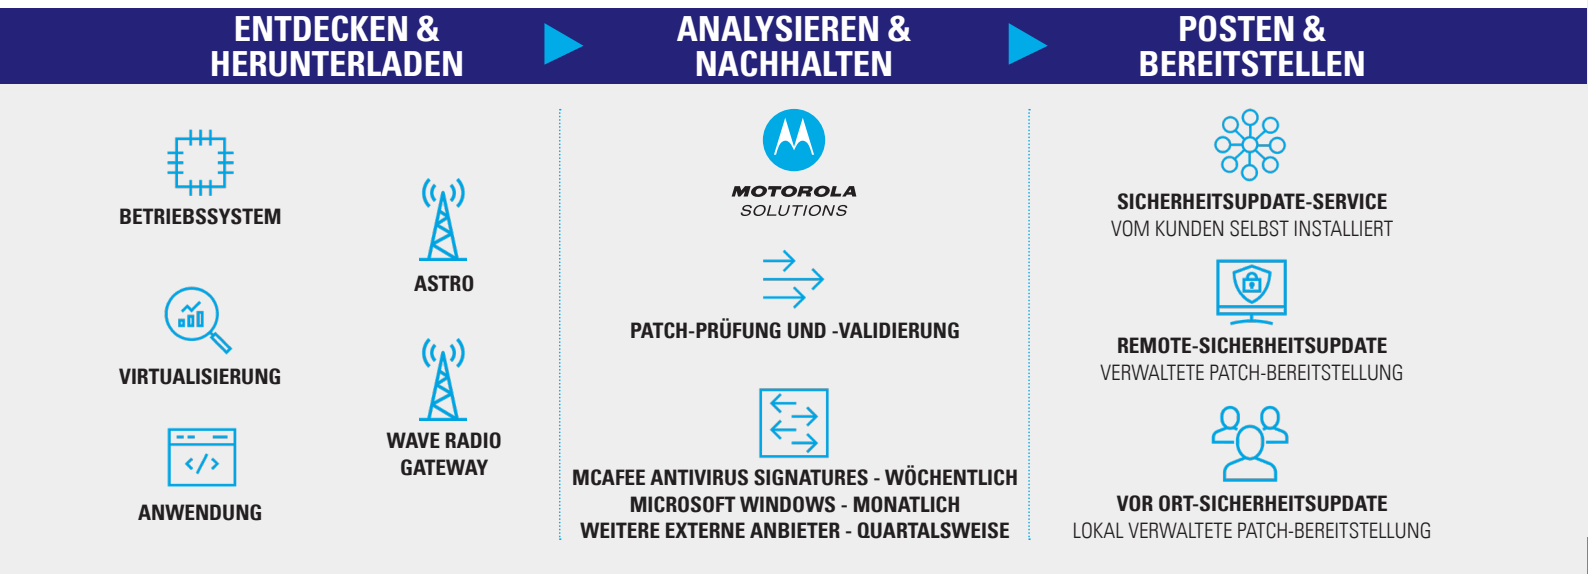 ENTDECKEN &
HERUNTERLADEN
ANALYSIEREN &
NACHHALTEN
POSTEN &
BEREITSTELLEN
BETRIEBSSYSTEM
VIRTUALISIERUNG
</>
ANWENDUNG
ASTRO
WAVE RADIO
GATEWAY
MOTOROLA
SOLUTIONS
PATCH-PRÜFUNG UND -VALIDIERUNG
MCAFEE ANTIVIRUS SIGNATURES - WÖCHENTLICH
MICROSOFT WINDOWS - MONATLICH
WEITERE EXTERNE ANBIETER - QUARTALSWEISE
SICHERHEITSUPDATE-SERVICE
VOM KUNDEN SELBST INSTALLIERT
REMOTE-SICHERHEITSUPDATE
VERWALTETE PATCH-BEREITSTELLUNG
VOR ORT-SICHERHEITSUPDATE
LOKAL VERWALTETE PATCH-BEREITSTELLUNG